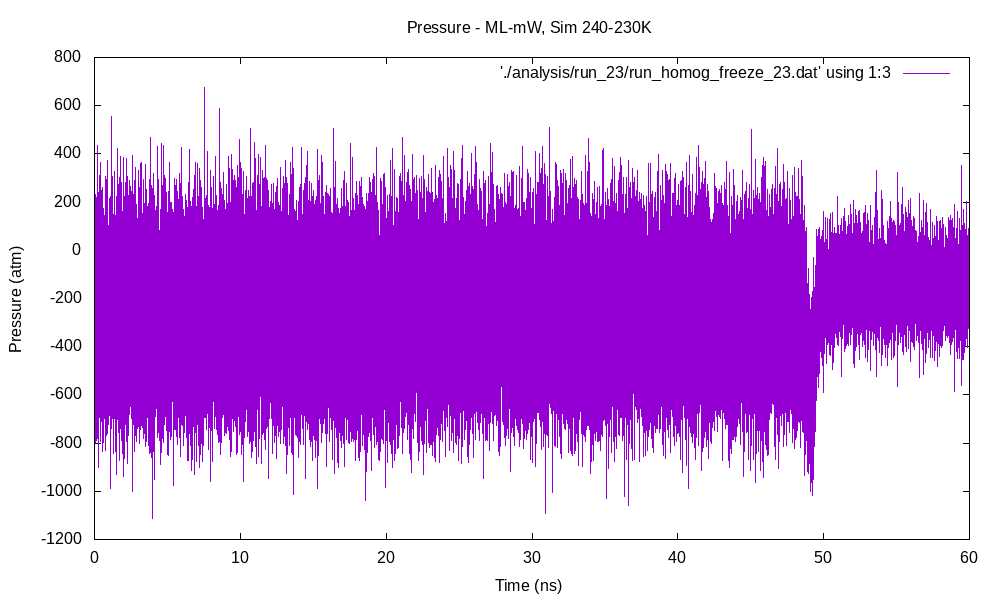 Pressure - ML-mW, Sim 240-230K
'./analysis/run_23/run_homog_freeze_23.dat' using 1:3
800
600
400
200
0
-200
-400
-600
-800
-1000
-1200
Pressure (atm)
0 10 20 30 40 50 60
Time (ns)